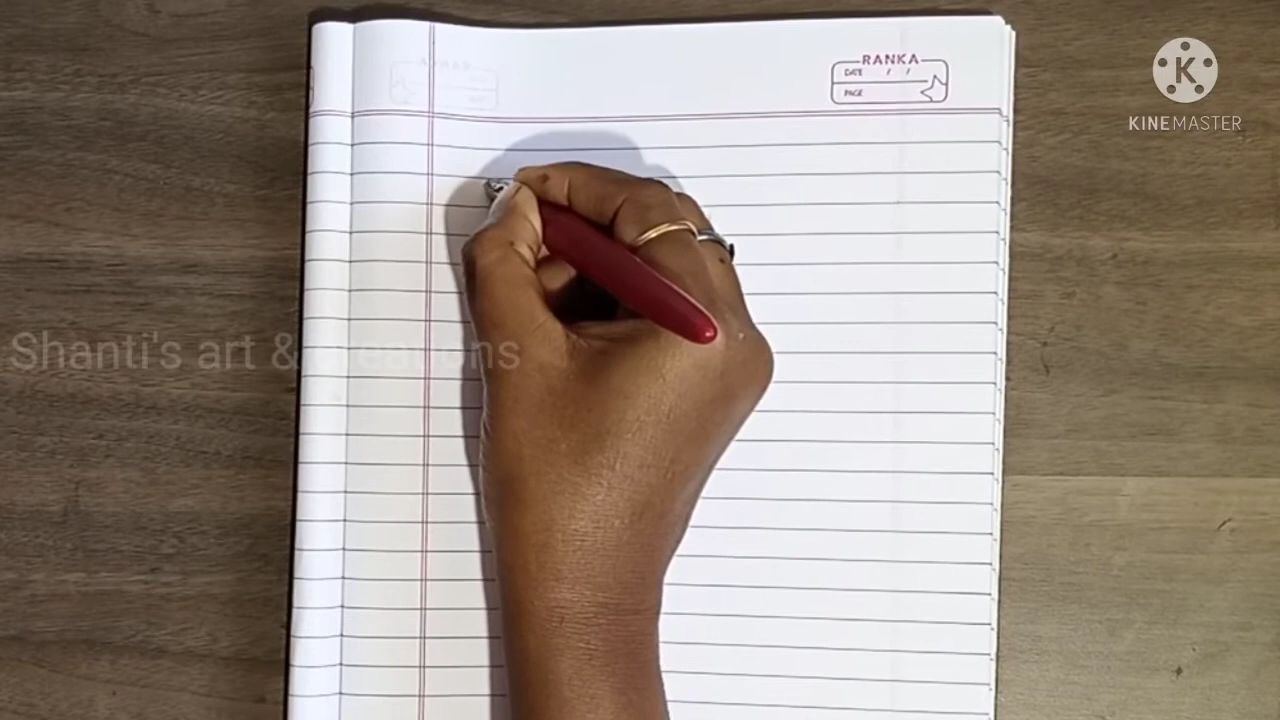 RANKA
DATE / /
PAGE
KINEMASTER
Shanti's art & creations